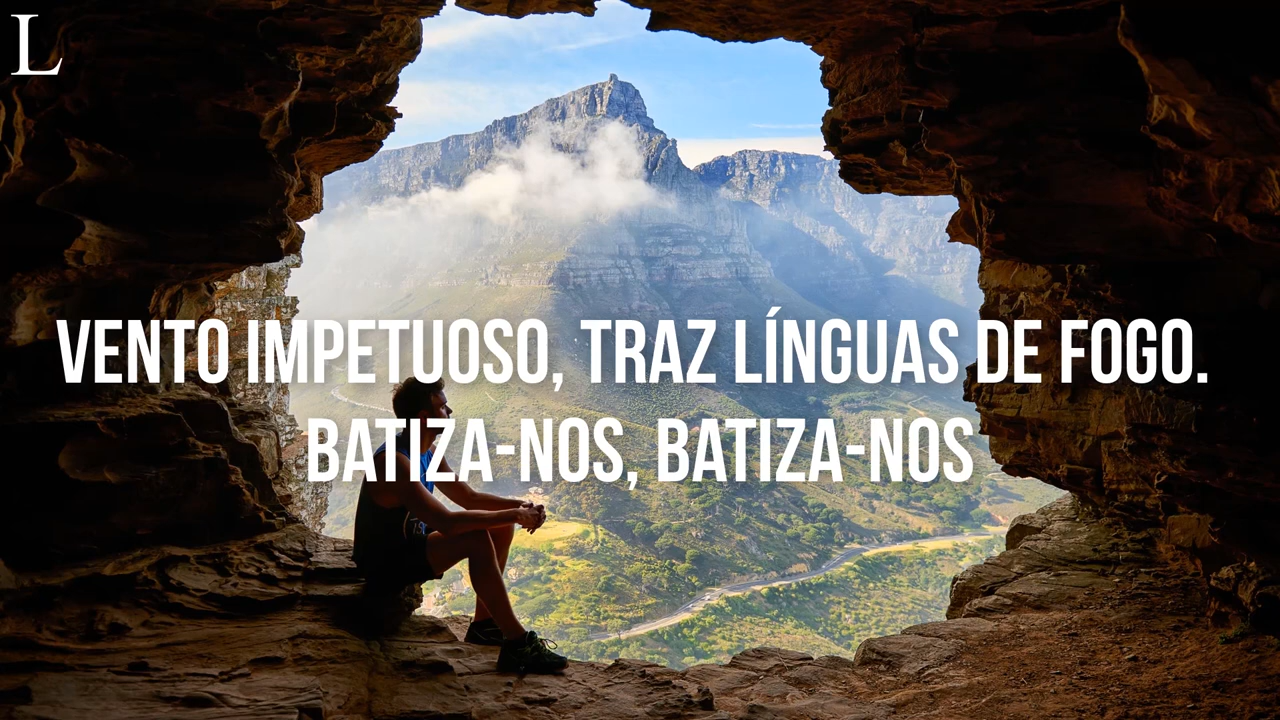 L
VENTO IMPETUOSO, TRAZ LÍNGUAS DE FOGO.
BATIZA-NOS, BATIZA-NOS